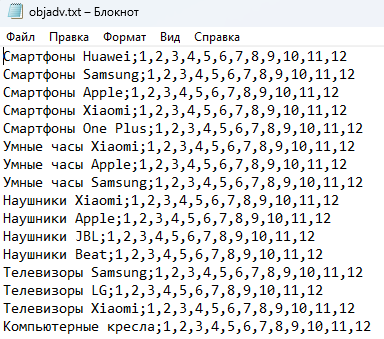 objadv.txt – Блокнот
Файл Правка Формат Вид Справка
Смартфоны Huawei;1,2,3,4,5,6,7,8,9,10,11,12
Смартфоны Samsung;1,2,3,4,5,6,7,8,9,10,11,12
Смартфоны Apple;1,2,3,4,5,6,7,8,9,10,11,12
Смартфоны Xiaomi;1,2,3,4,5,6,7,8,9,10,11,12
Смартфоны One Plus;1,2,3,4,5,6,7,8,9,10,11,12
Умные часы Xiaomi;1,2,3,4,5,6,7,8,9,10,11,12
Умные часы Apple;1,2,3,4,5,6,7,8,9,10,11,12
Умные часы Samsung;1,2,3,4,5,6,7,8,9,10,11,12
Наушники Xiaomi;1,2,3,4,5,6,7,8,9,10,11,12
Наушники Apple;1,2,3,4,5,6,7,8,9,10,11,12
Наушники JBL;1,2,3,4,5,6,7,8,9,10,11,12
Наушники Beat;1,2,3,4,5,6,7,8,9,10,11,12
Телевизоры Samsung;1,2,3,4,5,6,7,8,9,10,11,12
Телевизоры LG;1,2,3,4,5,6,7,8,9,10,11,12
Телевизоры Xiaomi;1,2,3,4,5,6,7,8,9,10,11,12
Компьютерные кресла;1,2,3,4,5,6,7,8,9,10,11,12